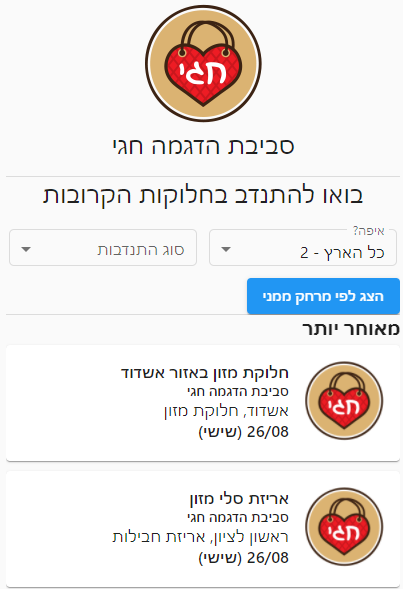 חגי
סביבת הדגמה חגי
בואו להתנדב בחלוקות הקרובות
איפה?
כל הארץ - 2
סוג התנדבות
הצג לפי מרחק ממני
מאוחר יותר
חגי
חלוקת מזון באזור אשדוד
סביבת הדגמה חגי
אשדוד, חלוקת מזון
26/08 (שישי)
חגי
אריזת סלי מזון
סביבת הדגמה חגי
ראשון לציון, אריזת חבילות
26/08 (שישי)